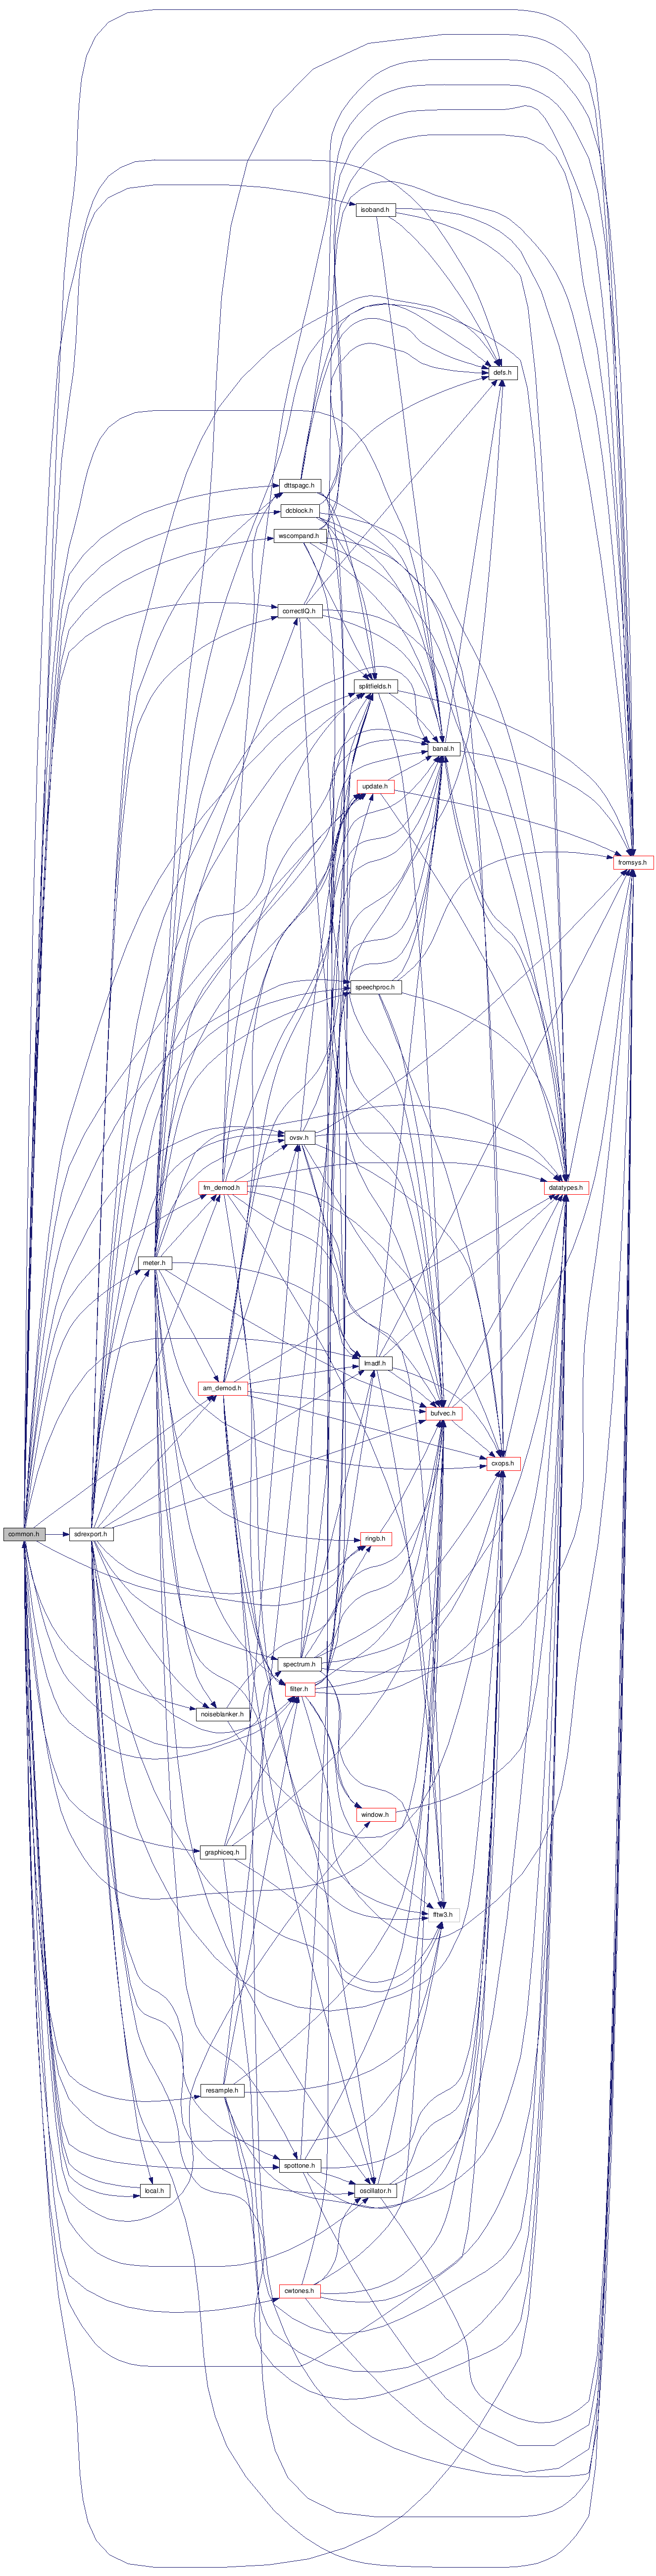 isoband.h
defs.h
dttspagc.h
dcblock.h
wscompand.h
correctIQ.h
splitfields.h
banal.h
update.h
fromsys.h
speechproc.h
ovsv.h
fm_demod.h
datatypes.h
meter.h
lmadf.h
am_demod.h
bufvec.h
cxops.h
common.h
sdrexport.h
ringb.h
spectrum.h
filter.h
noiseblanker.h
window.h
graphiceq.h
fftw3.h
resample.h
spottone.h
local.h
oscillator.h
cwtones.h